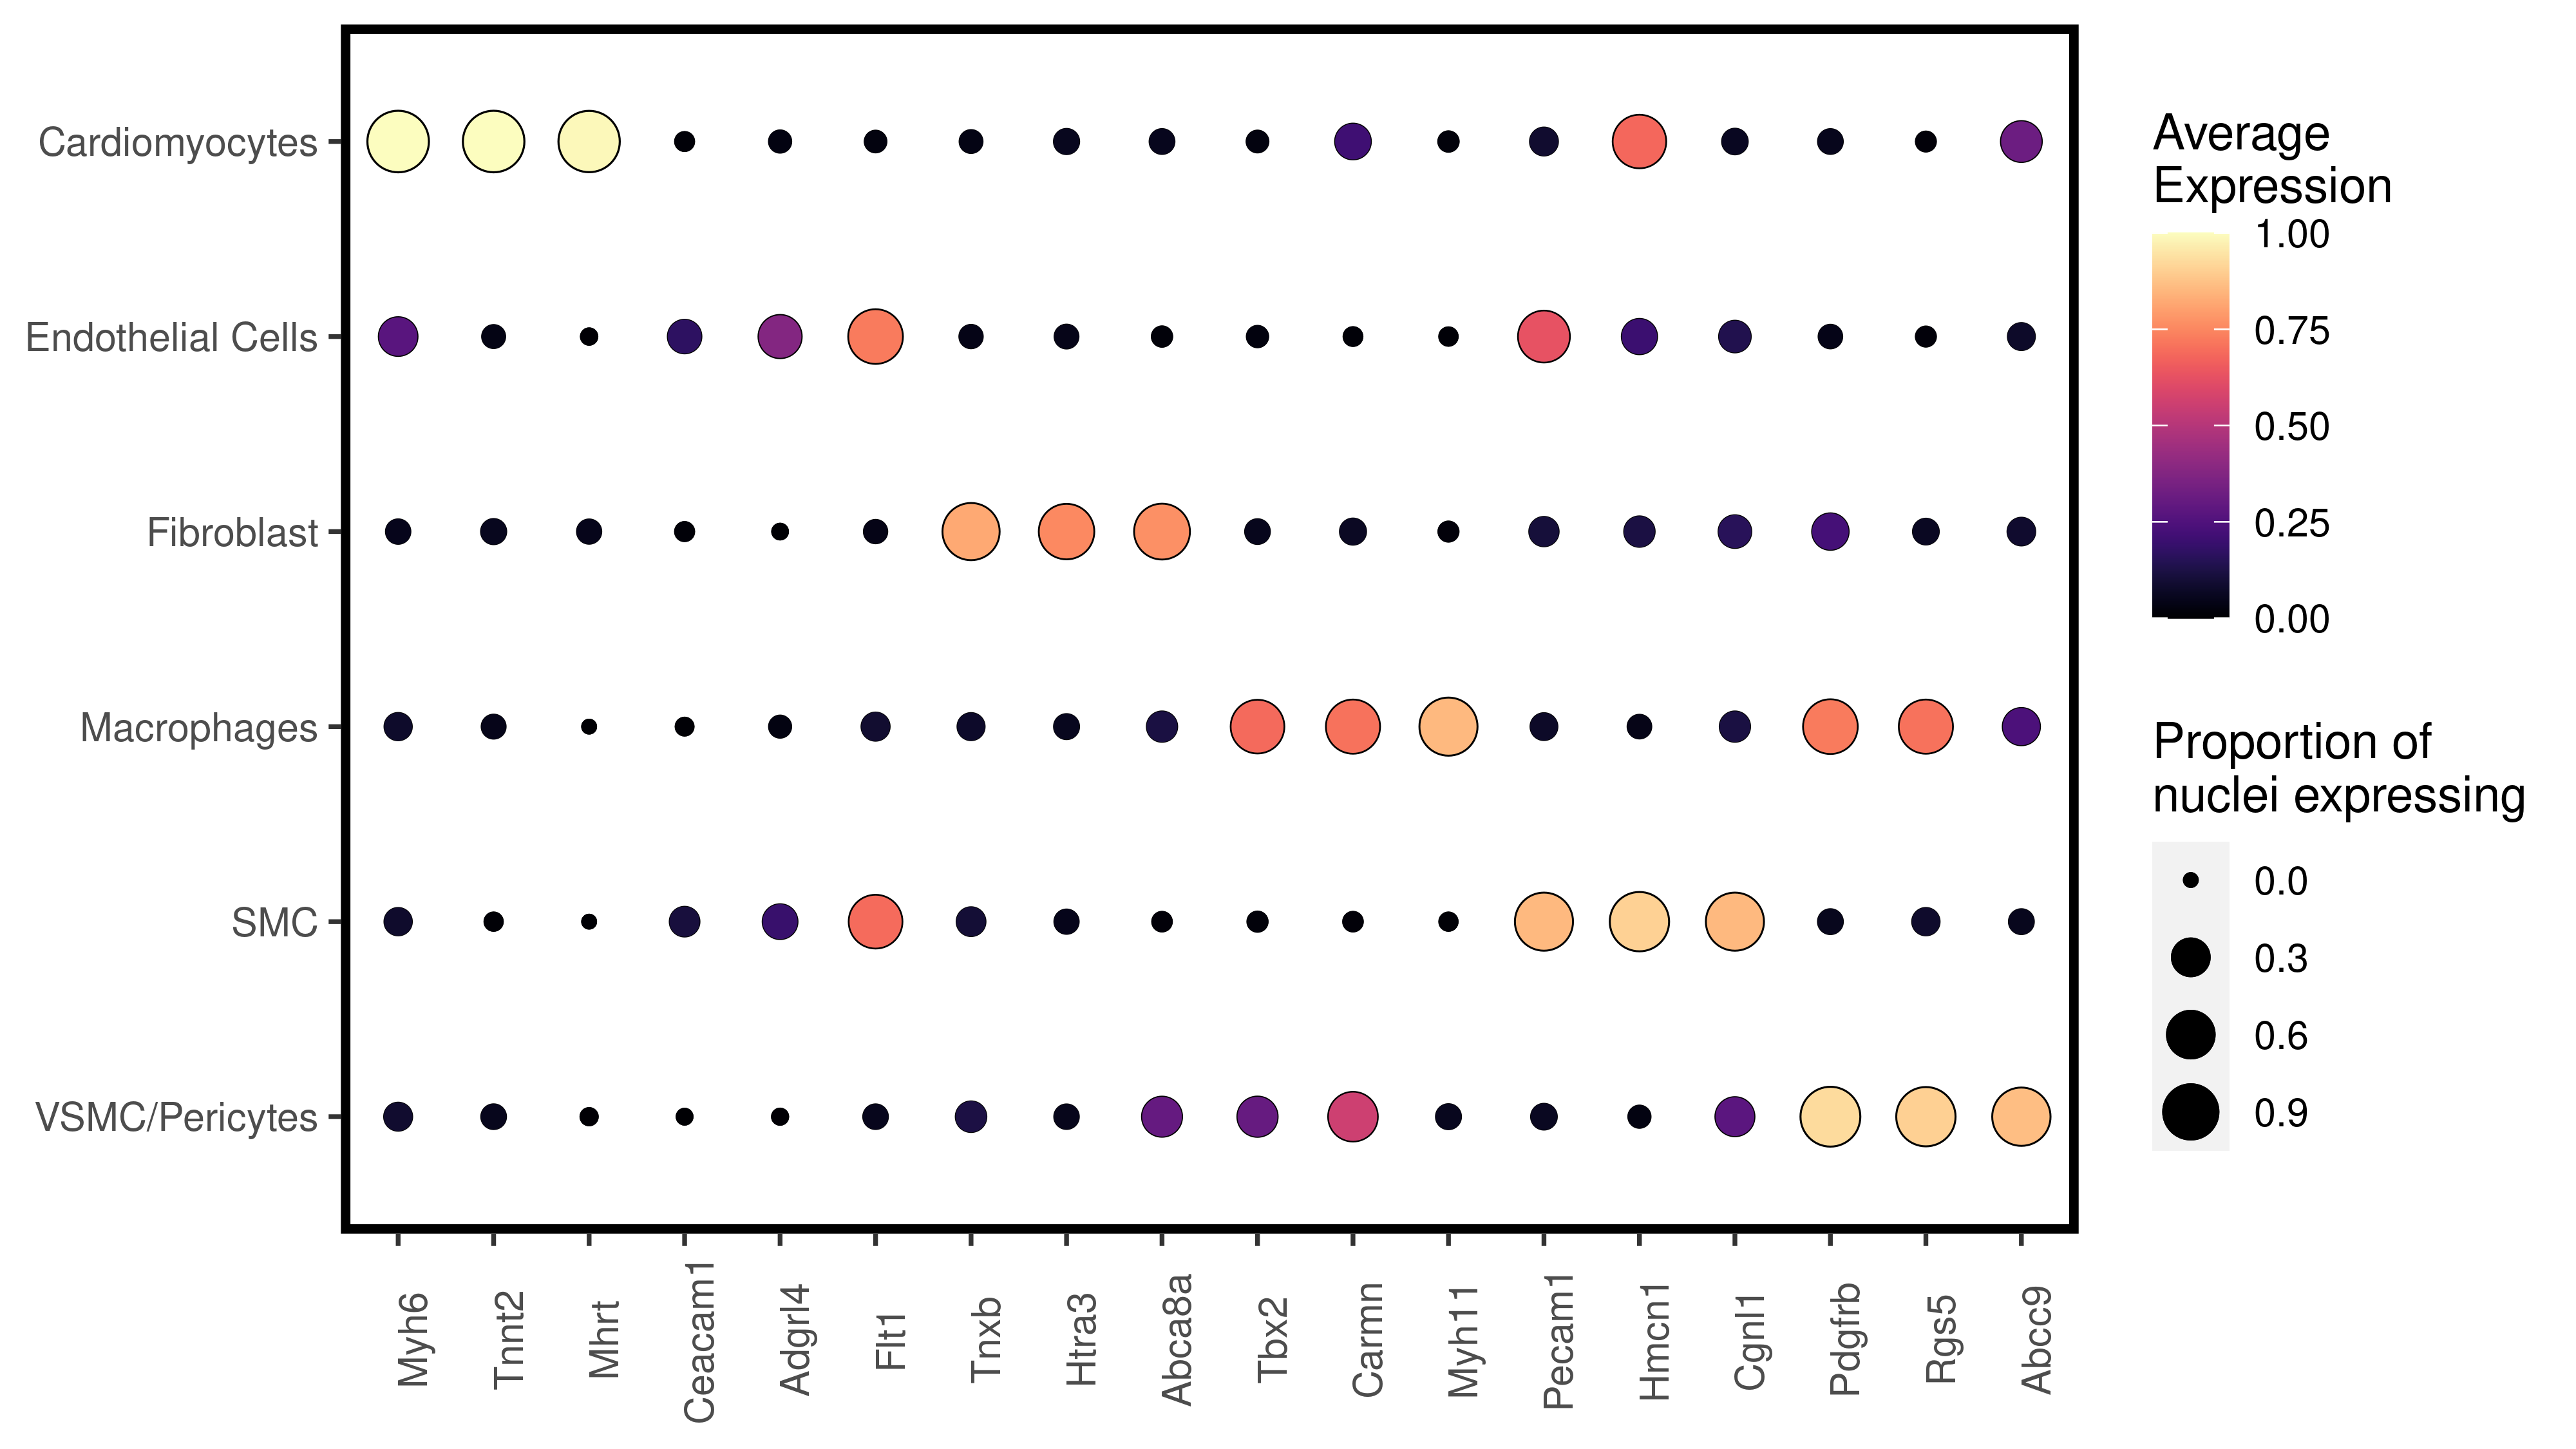 Cardiomyocytes
Endothelial Cells
Fibroblast
Macrophages
SMC
VSMC/Pericytes
Myh6
Tnnt2
Mhrt
Ceacam1
Adgrl4
Flt1
Tnxb
Htra3
Abca8a
Tbx2
Carmn
Myh11
Pecam1
Hmcn1
Cgnl1
Pdgfrb
Rgs5
Abcc9
Average
Expression
1.00
0.75
0.50
0.25
0.00
Proportion of
nuclei expressing
0.0
0.3
0.6
0.9